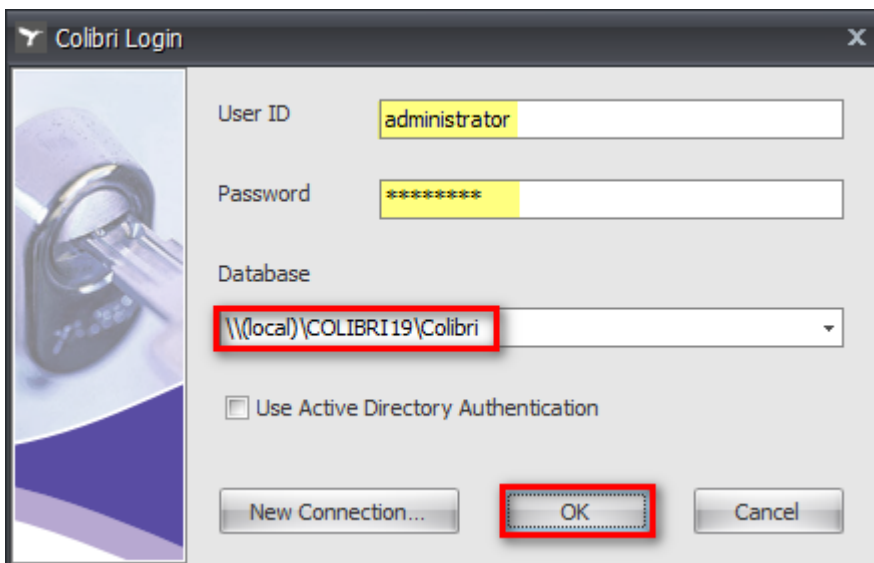 Colibri Login
User ID
administrator
Password
********
Database
\\(local)\COLIBRI19\Colibri
Use Active Directory Authentication
New Connection...
OK
Cancel